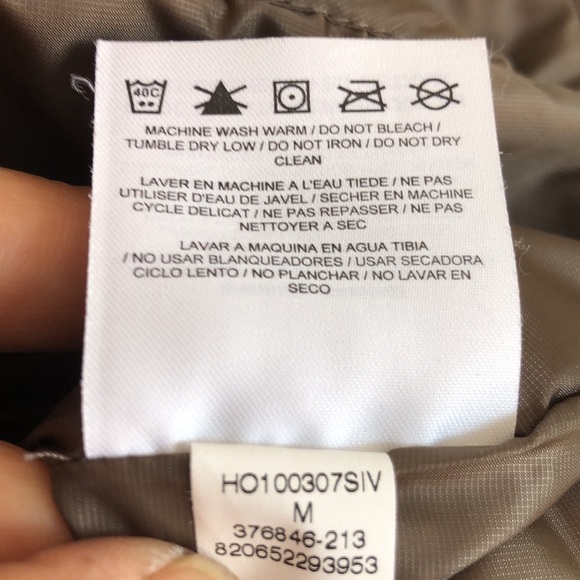 40C
MACHINE WASH WARM / DO NOT BLEACH /
TUMBLE DRY LOW / DO NOT IRON / DO NOT DRY
CLEAN
LAVER EN MACHINE A L'EAU TIEDE / NE PAS
UTILISER D'EAU DE JAVEL / SECHER EN MACHINE
CYCLE DELICAT / NE PAS REPASSER / NE PAS
NETTOYER A SEC
LAVAR A MAQUINA EN AGUA TIBIA
/ NO USAR BLANQUEADORES / USAR SECADORA
CICLO LENTO / NO PLANCHAR / NO LAVAR EN
SECO
HO100307SIV
M
376846-213
820652293953